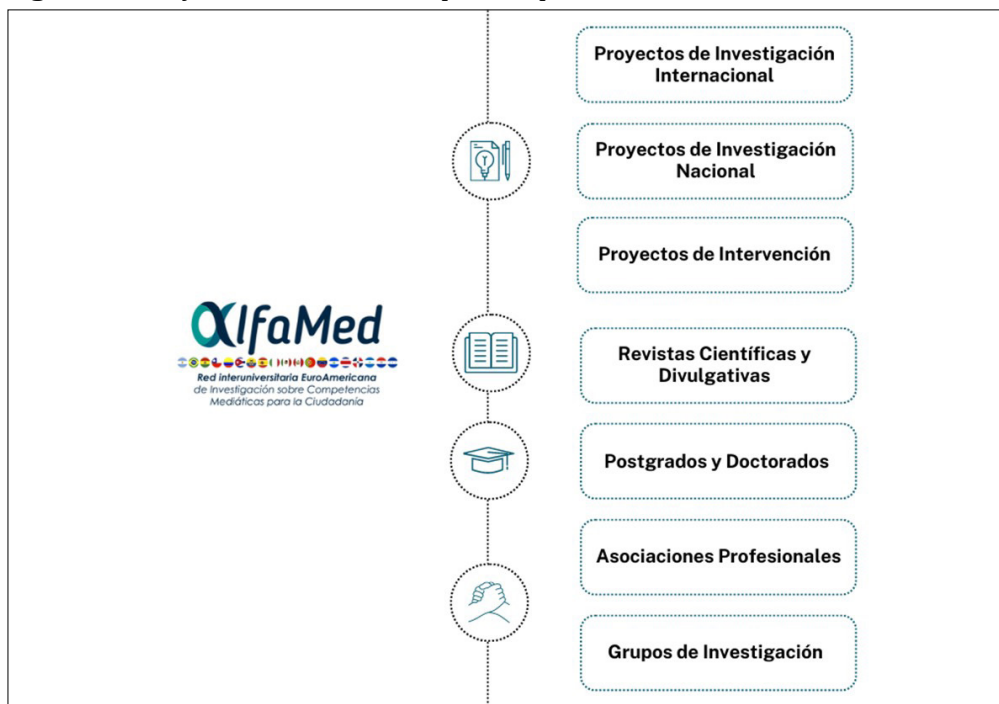 Proyectos de Investigación
Internacional
Proyectos de Investigación
Nacional
Proyectos de Intervención
AlfaMed
Red interuniversitaria EuroAmericana
de Investigación sobre Competencias
Mediáticas para la Ciudadanía
Revistas Científicas y
Divulgativas
Postgrados y Doctorados
Asociaciones Profesionales
Grupos de Investigación